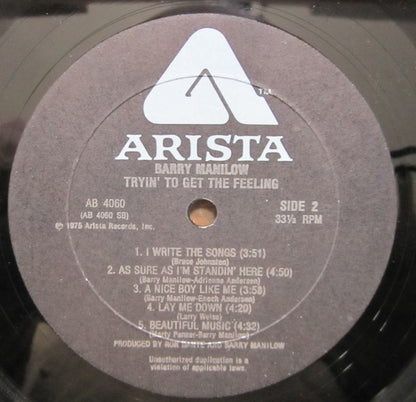 TM
ARISTA
BARRY MANILOW
TRYIN' TO GET THE FEELING
AB 4060
(AB 4060 SB)
℗ 1975 Arista Records, Inc.
SIDE 2
33⅓ RPM
1. I WRITE THE SONGS (3:51)
(Bruce Johnston)
2. AS SURE AS I'M STANDIN' HERE (4:50)
(Barry Manilow-Adrienne Anderson)
3. A NICE BOY LIKE ME (3:58)
(Barry Manilow-Enoch Anderson)
4. LAY ME DOWN (4:20)
(Larry Weiss)
5. BEAUTIFUL MUSIC (4:32)
(Marty Panzer-Barry Manilow)
PRODUCED BY RON DANTE AND BARRY MANILOW
Unauthorized duplication is a
violation of applicable laws.